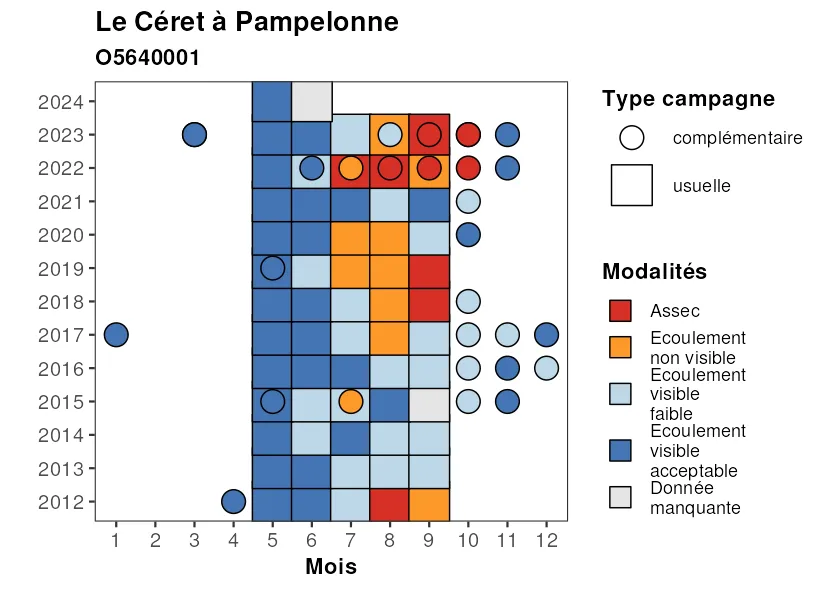 Le Céret à Pampelonne
O5640001
2024
2023
2022
2021
2020
2019
2018
2017
2016
2015
2014
2013
2012
1 2 3 4 5 6 7 8 9 10 11 12
Mois
Type campagne
complémentaire
usuelle
Modalités
Assec
Ecoulement
non visible
Ecoulement
visible
faible
Ecoulement
visible
acceptable
Donnée
manquante